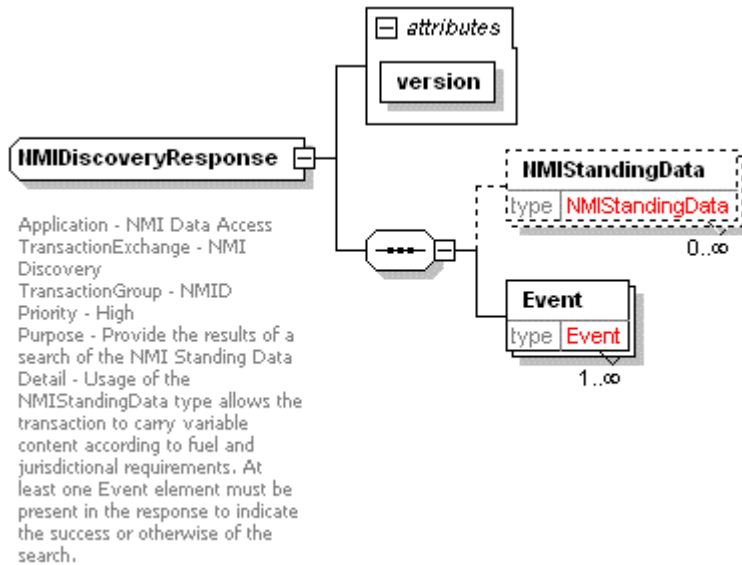 attributes
version
NMIDiscoveryResponse
NMIStandingData
type NMIStandingData
0..∞
Event
type Event
1..∞
Application - NMI Data Access
TransactionExchange - NMI
Discovery
TransactionGroup - NMID
Priority - High
Purpose - Provide the results of a
search of the NMI Standing Data
Detail - Usage of the
NMIStandingData type allows the
transaction to carry variable
content according to fuel and
jurisdictional requirements. At
least one Event element must be
present in the response to indicate
the success or otherwise of the
search.